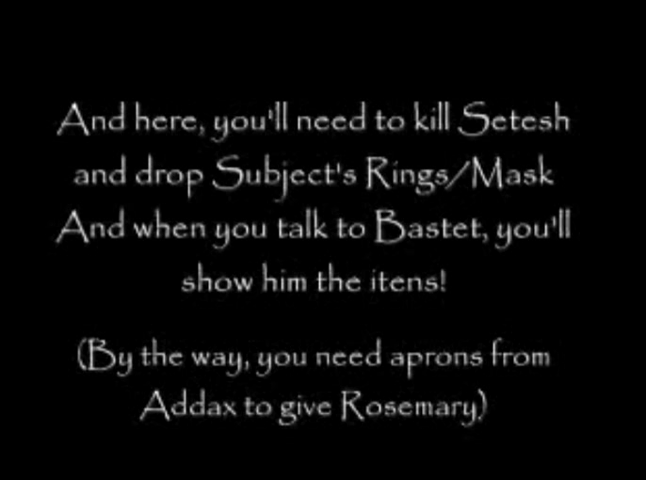 And here, you'll need to kill Setesh
and drop Subject's Rings/Mask
And when you talk to Bastet, you'll
show him the itens!
(By the way, you need aprons from
Addax to give Rosemary)